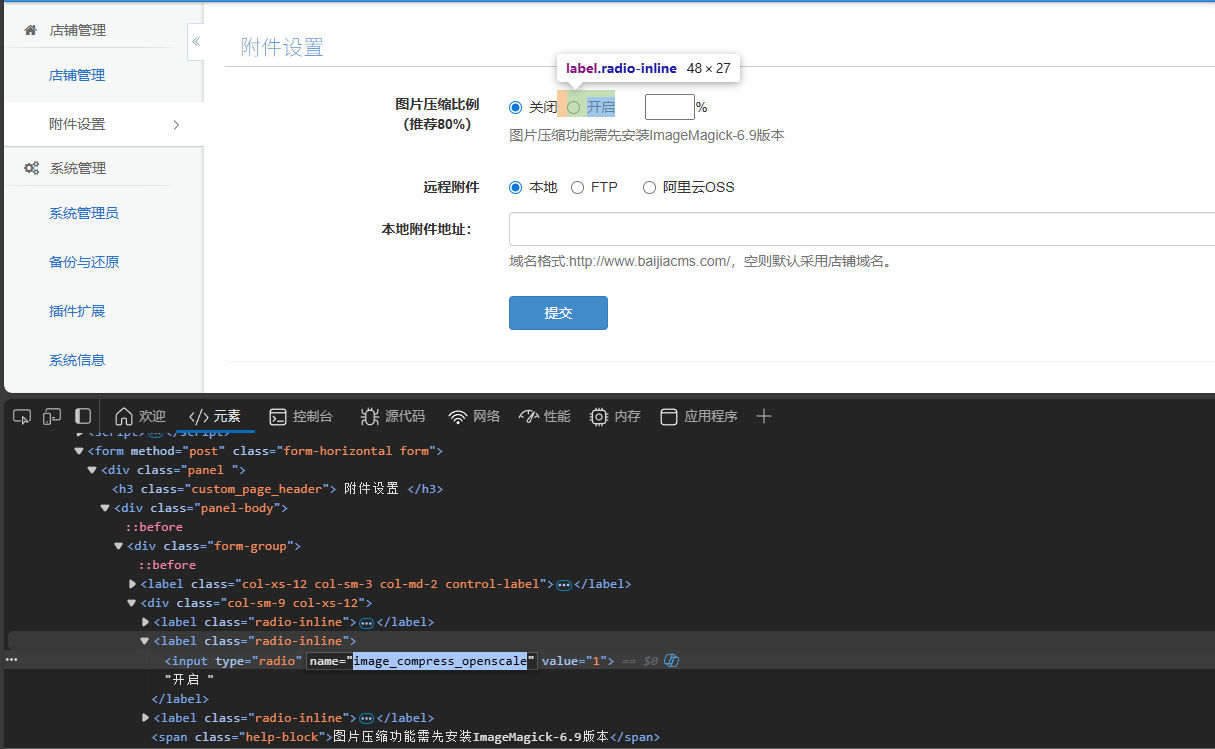 店铺管理
店铺管理
附件设置
系统管理
系统管理员
备份与还原
插件扩展
系统信息
附件设置
label.radio-inline 48 × 27
图片压缩比例
(推荐80%)
关闭 开启 %
图片压缩功能需先安装ImageMagick-6.9版本
远程附件 本地 FTP 阿里云OSS
本地附件地址：
域名格式:http://www.baijiacms.com/，空则默认采用店铺域名。
提交
欢迎 元素 控制台 源代码 网络 性能 内存 应用程序
<script>…</script>
<form method="post" class="form-horizontal form">
<div class="panel ">
<h3 class="custom_page_header"> 附件设置 </h3>
<div class="panel-body">
::before
<div class="form-group">
::before
<label class="col-xs-12 col-sm-3 col-md-2 control-label">…</label>
<div class="col-sm-9 col-xs-12">
<label class="radio-inline">…</label>
<label class="radio-inline">
<input type="radio" name="image_compress_openscale" value="1"> == $0
"开启 "
</label>
<label class="radio-inline">…</label>
<span class="help-block">图片压缩功能需先安装ImageMagick-6.9版本</span>